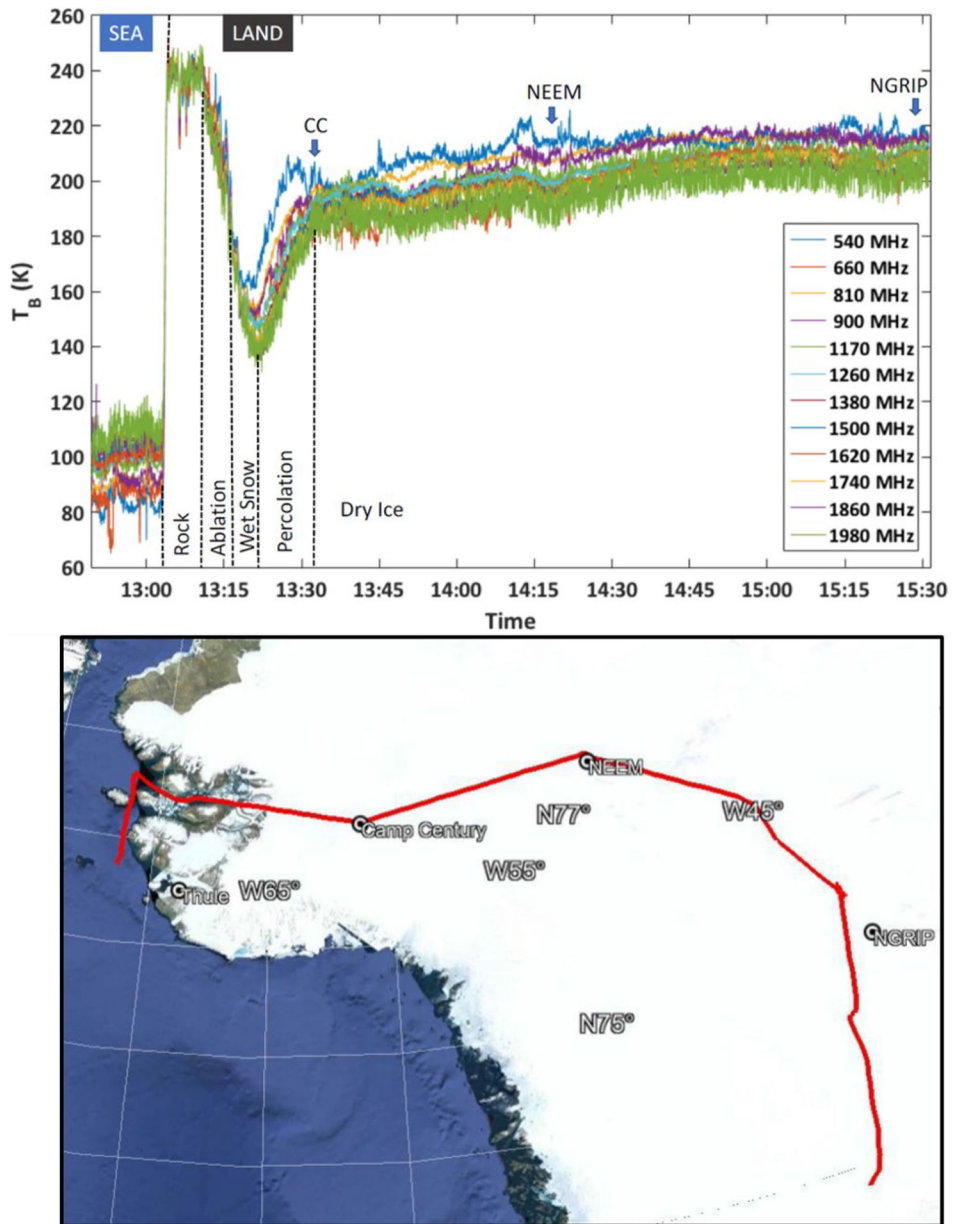 SEA
LAND
260
240
220
200
180
160
140
120
100
80
60
T_B (K)
CC
NEEM
NGRIP
Rock
Ablation
Wet Snow
Percolation
Dry Ice
540 MHz
660 MHz
810 MHz
900 MHz
1170 MHz
1260 MHz
1380 MHz
1500 MHz
1620 MHz
1740 MHz
1860 MHz
1980 MHz
13:00 13:15 13:30 13:45 14:00 14:15 14:30 14:45 15:00 15:15 15:30
Time
NEEM
N77°
W45°
Camp Century
W55°
Thule
W65°
NGRIP
N75°